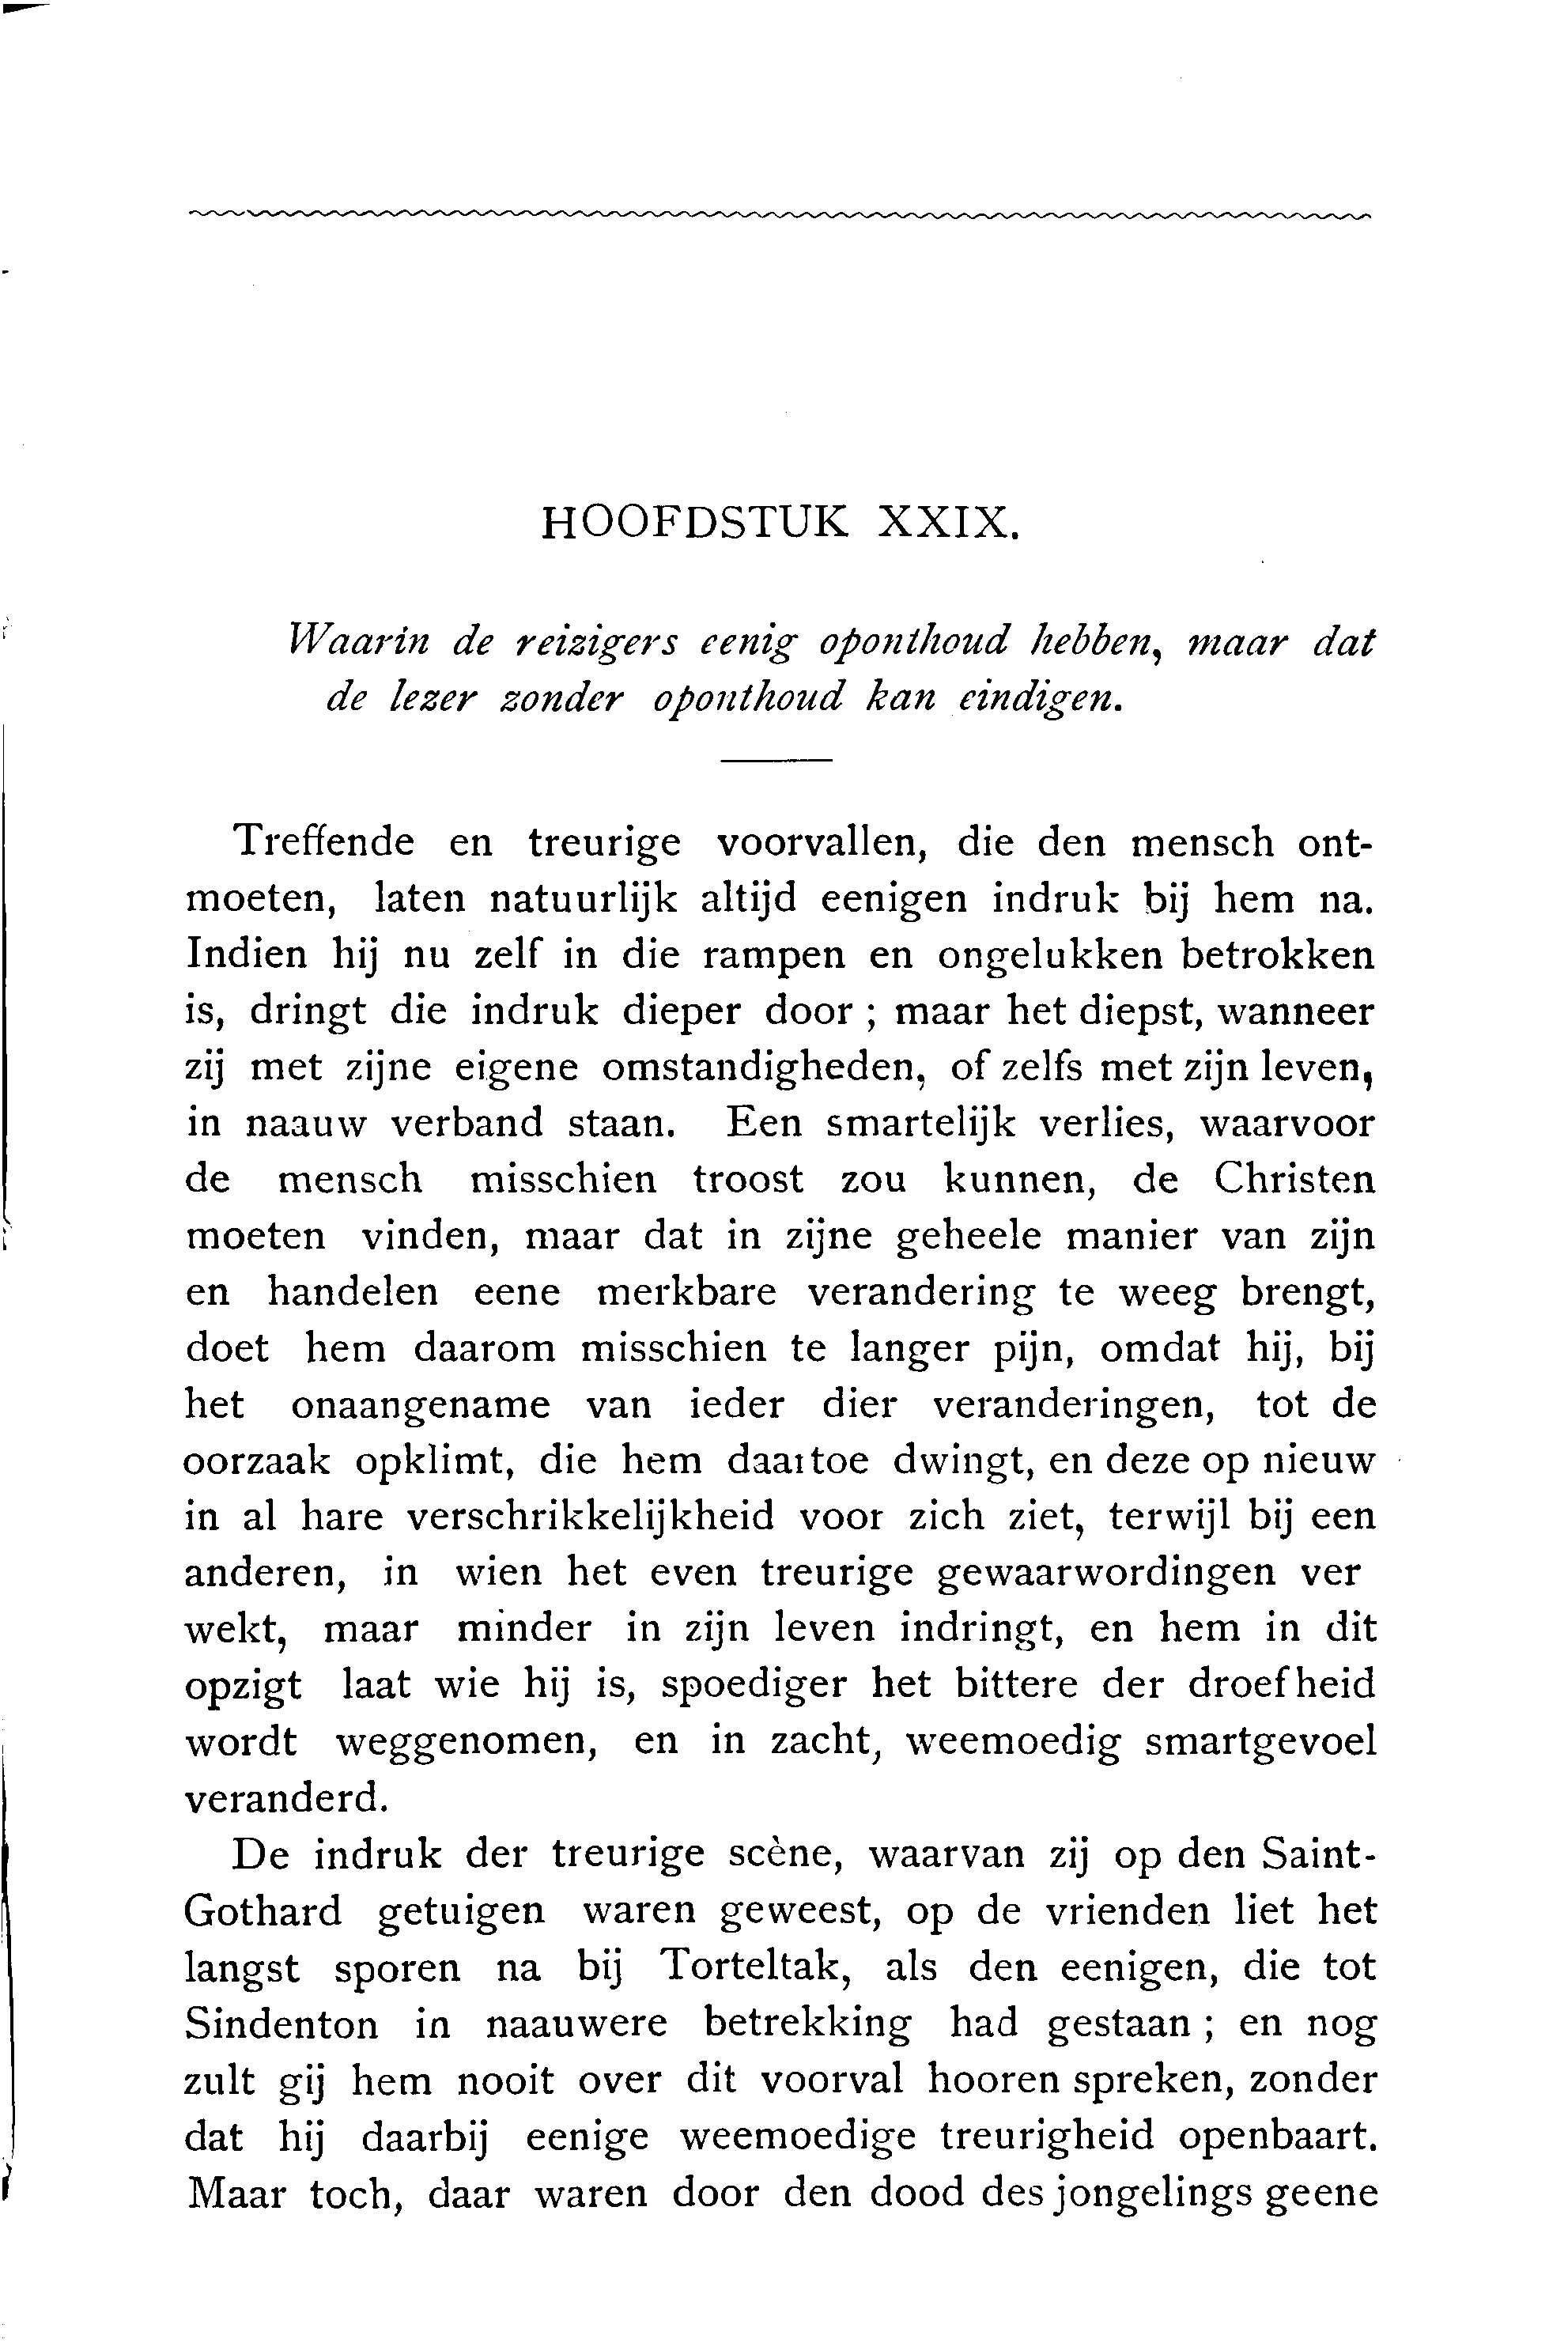 HOOFDSTUK XXIX.
Waarin de reizigers eenig oponthoud hebben, maar dat
de lezer zonder oponthoud kan eindigen.
Treffende en treurige voorvallen, die den mensch ont-
moeten, laten natuurlijk altijd eenigen indruk bij hem na.
Indien hij nu zelf in die rampen en ongelukken betrokken
is, dringt die indruk dieper door ; maar het diepst, wanneer
zij met zijne eigene omstandigheden, of zelfs met zijn leven,
in naauw verband staan. Een smartelijk verlies, waarvoor
de mensch misschien troost zou kunnen, de Christen
moeten vinden, maar dat in zijne geheele manier van zijn
en handelen eene merkbare verandering te weeg brengt,
doet hem daarom misschien te langer pijn, omdat hij, bij
het onaangename van ieder dier veranderingen, tot de
oorzaak opklimt, die hem daartoe dwingt, en deze op nieuw
in al hare verschrikkelijkheid voor zich ziet, terwijl bij een
anderen, in wien het even treurige gewaarwordingen ver
wekt, maar minder in zijn leven indringt, en hem in dit
opzigt laat wie hij is, spoediger het bittere der droefheid
wordt weggenomen, en in zacht, weemoedig smartgevoel
veranderd.
De indruk der treurige scène, waarvan zij op den Saint-
Gothard getuigen waren geweest, op de vrienden liet het
langst sporen na bij Torteltak, als den eenigen, die tot
Sindenton in naauwere betrekking had gestaan ; en nog
zult gij hem nooit over dit voorval hooren spreken, zonder
dat hij daarbij eenige weemoedige treurigheid openbaart.
Maar toch, daar waren door den dood des jongelings geene